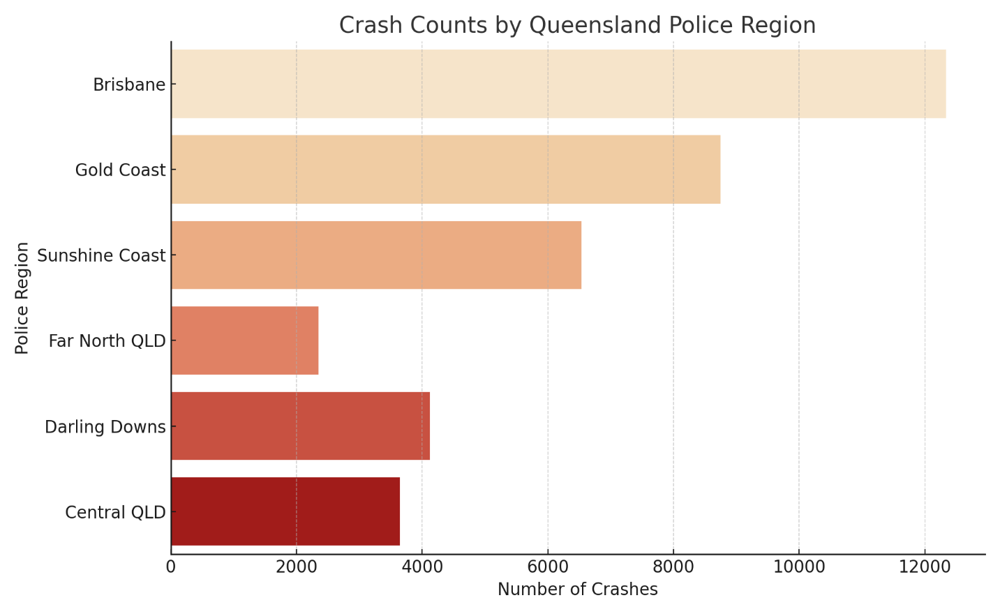 Crash Counts by Queensland Police Region
Police Region
Brisbane
Gold Coast
Sunshine Coast
Far North QLD
Darling Downs
Central QLD
0 2000 4000 6000 8000 10000 12000
Number of Crashes